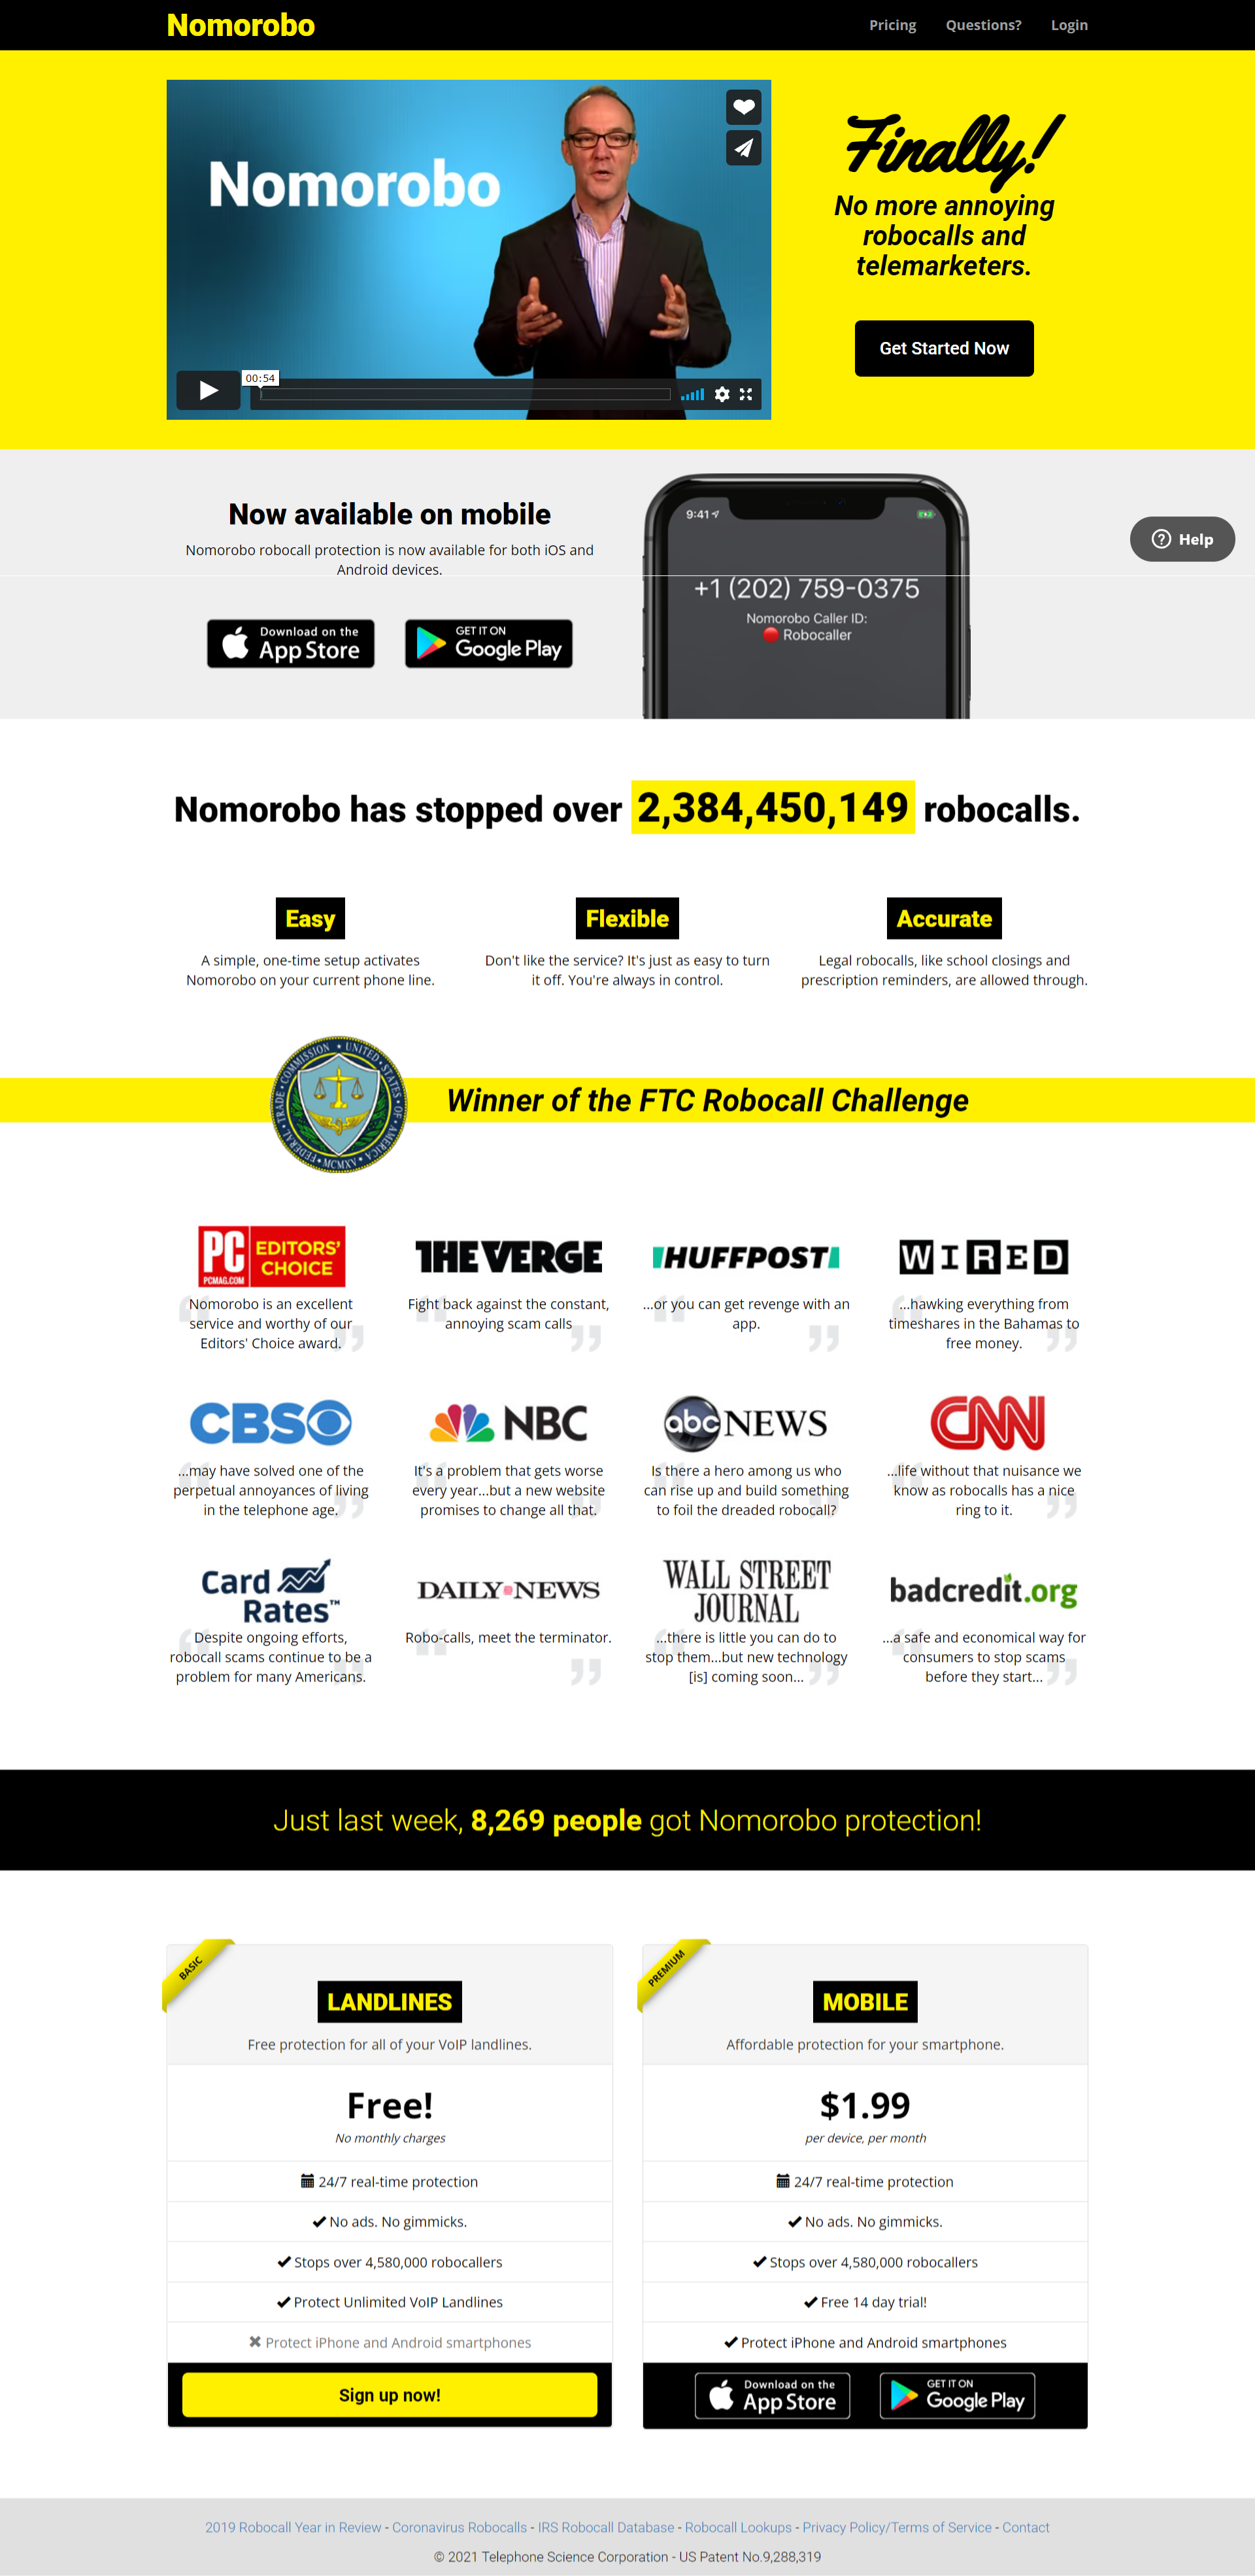 Nomorobo
Pricing
Questions?
Login
Nomorobo
00:54
Finally!
No more annoying
robocalls and
telemarketers.
Get Started Now
Now available on mobile
Nomorobo robocall protection is now available for both iOS and
Android devices.
Download on the
App Store
GET IT ON
Google Play
9:41
+1 (202) 759-0375
Nomorobo Caller ID:
Robocaller
Help
Nomorobo has stopped over 2,384,450,149 robocalls.
Easy
A simple, one-time setup activates
Nomorobo on your current phone line.
Flexible
Don't like the service? It's just as easy to turn
it off. You're always in control.
Accurate
Legal robocalls, like school closings and
prescription reminders, are allowed through.
FEDERAL TRADE COMMISSION • UNITED STATES OF AMERICA
MCMXV
Winner of the FTC Robocall Challenge
PC
PCMAG.COM
EDITORS'
CHOICE
Nomorobo is an excellent
service and worthy of our
Editors' Choice award.
THE VERGE
Fight back against the constant,
annoying scam calls
HUFFPOST
...or you can get revenge with an
app.
WIRED
...hawking everything from
timeshares in the Bahamas to
free money.
CBS
...may have solved one of the
perpetual annoyances of living
in the telephone age.
NBC
It's a problem that gets worse
every year...but a new website
promises to change all that.
abc NEWS
Is there a hero among us who
can rise up and build something
to foil the dreaded robocall?
CNN
...life without that nuisance we
know as robocalls has a nice
ring to it.
Card
Rates™
Despite ongoing efforts,
robocall scams continue to be a
problem for many Americans.
DAILY NEWS
Robo-calls, meet the terminator.
WALL STREET
JOURNAL
...there is little you can do to
stop them...but new technology
[is] coming soon...
badcredit.org
...a safe and economical way for
consumers to stop scams
before they start...
Just last week, 8,269 people got Nomorobo protection!
BASIC
LANDLINES
Free protection for all of your VoIP landlines.
Free!
No monthly charges
24/7 real-time protection
No ads. No gimmicks.
Stops over 4,580,000 robocallers
Protect Unlimited VoIP Landlines
Protect iPhone and Android smartphones
Sign up now!
PREMIUM
MOBILE
Affordable protection for your smartphone.
$1.99
per device, per month
24/7 real-time protection
No ads. No gimmicks.
Stops over 4,580,000 robocallers
Free 14 day trial!
Protect iPhone and Android smartphones
Download on the
App Store
GET IT ON
Google Play
2019 Robocall Year in Review - Coronavirus Robocalls - IRS Robocall Database - Robocall Lookups - Privacy Policy/Terms of Service - Contact
© 2021 Telephone Science Corporation - US Patent No.9,288,319